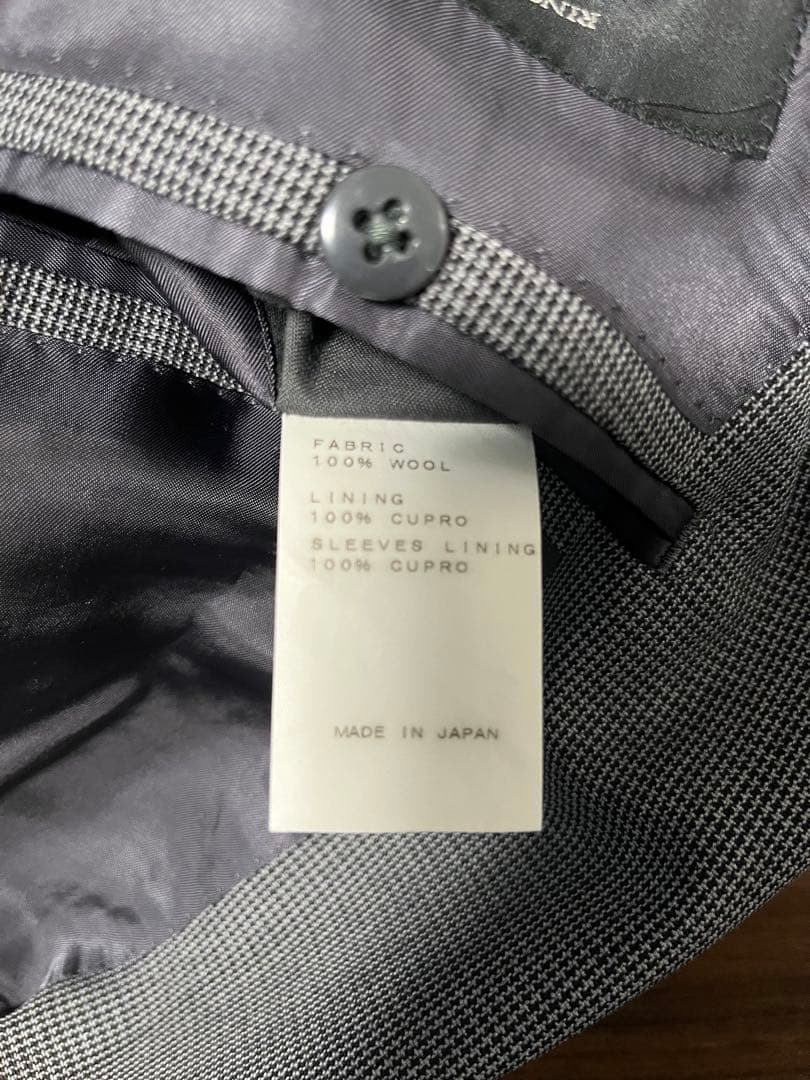 FABRIC
100% WOOL
LINING
100% CUPRO
SLEEVES LINING
100% CUPRO
MADE IN JAPAN